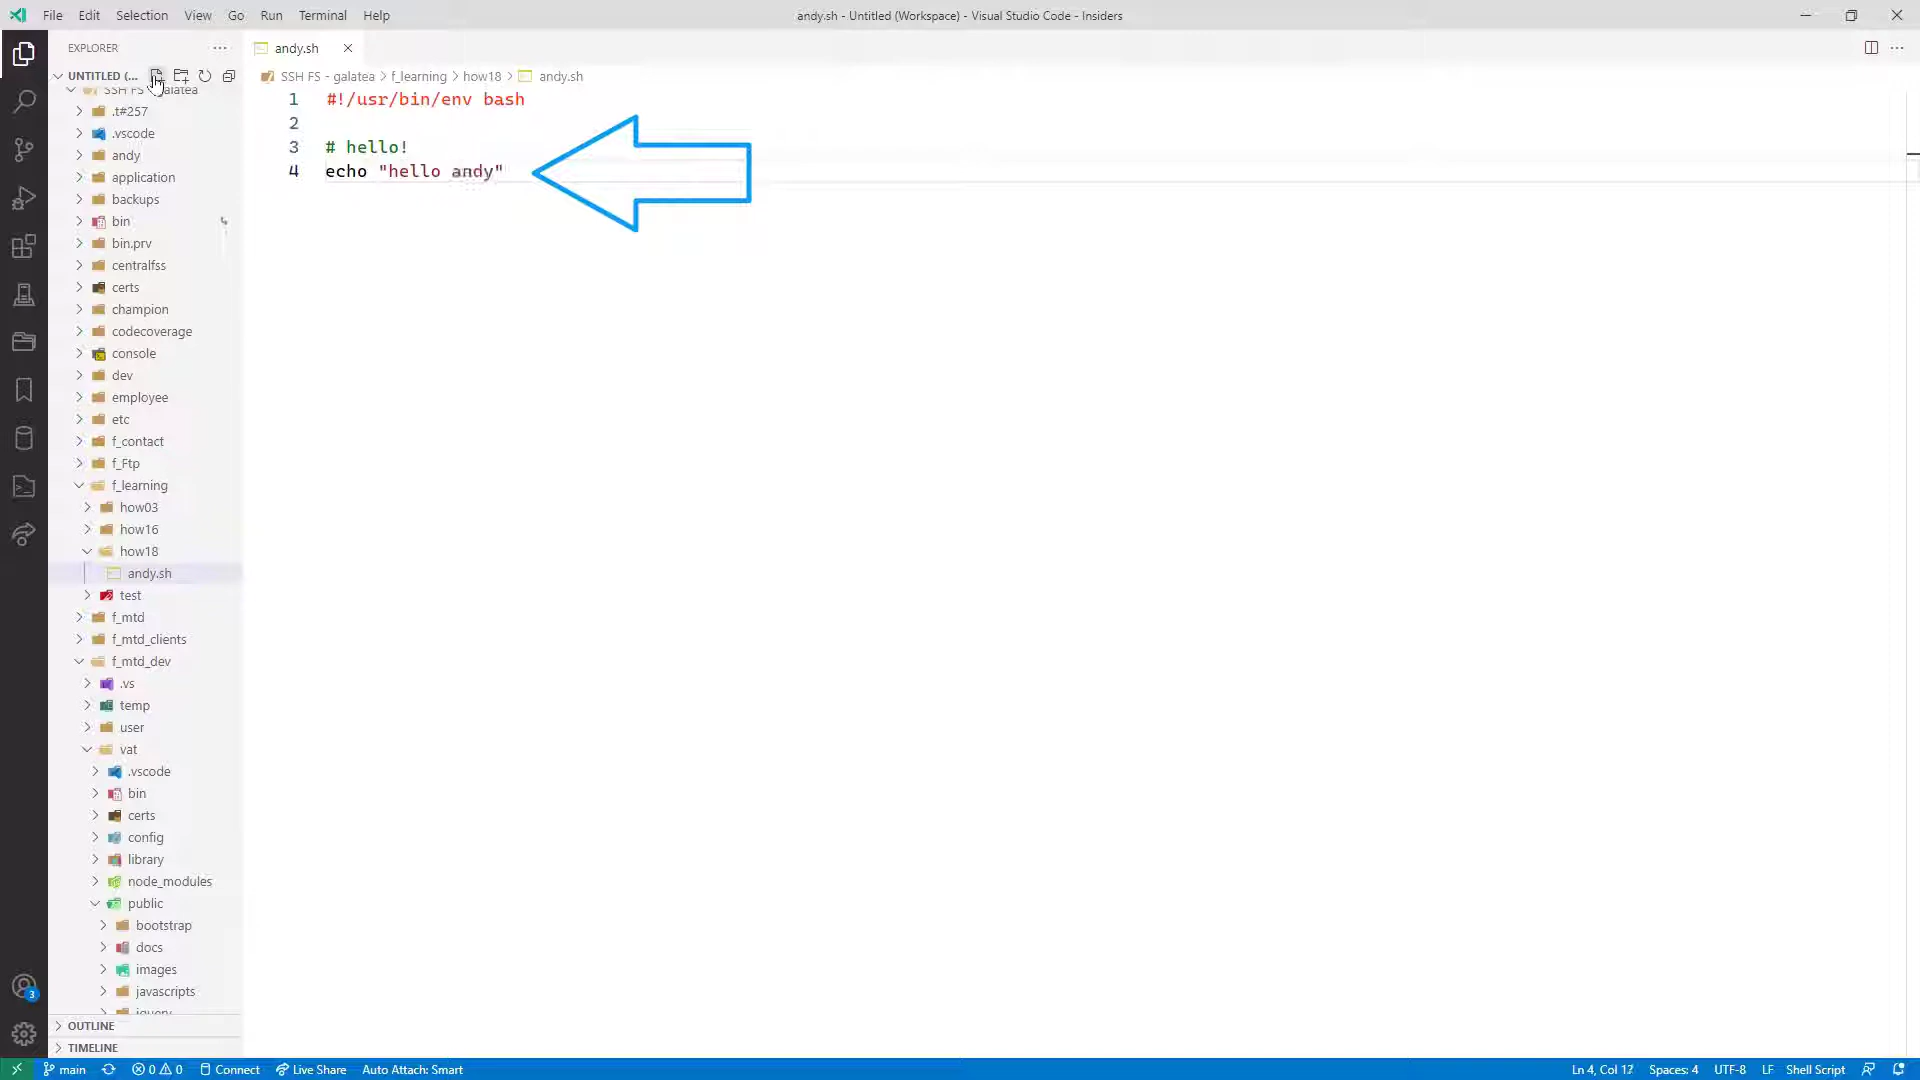 File Edit Selection View Go Run Terminal Help
andy.sh - Untitled (Workspace) - Visual Studio Code - Insiders
EXPLORER
andy.sh
UNTITLED (...
SSH FS - galatea > f_learning > how18 > andy.sh
SSH FS - galatea
.t#257
.vscode
andy
application
backups
bin
bin.prv
centralfss
certs
champion
codecoverage
console
dev
employee
etc
f_contact
f_Ftp
f_learning
how03
how16
how18
andy.sh
test
f_mtd
f_mtd_clients
f_mtd_dev
.vs
temp
user
vat
.vscode
bin
certs
config
library
node_modules
public
bootstrap
docs
images
javascripts
jquery
OUTLINE
TIMELINE
1 #!/usr/bin/env bash
2
3 # hello!
4 echo "hello andy"
3
main 0 0 Connect Live Share Auto Attach: Smart
Ln 4, Col 17 Spaces: 4 UTF-8 LF Shell Script